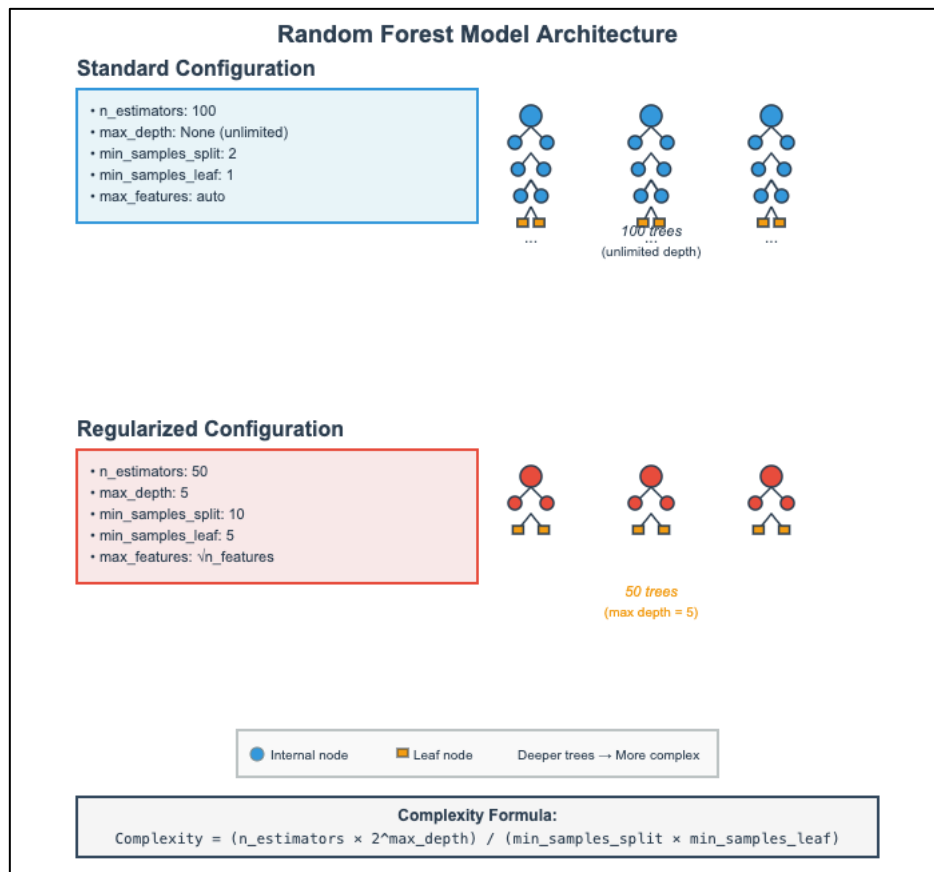 Random Forest Model Architecture
Standard Configuration
• n_estimators: 100
• max_depth: None (unlimited)
• min_samples_split: 2
• min_samples_leaf: 1
• max_features: auto
100 trees
... ... ...
(unlimited depth)
Regularized Configuration
• n_estimators: 50
• max_depth: 5
• min_samples_split: 10
• min_samples_leaf: 5
• max_features: √n_features
50 trees
(max depth = 5)
Internal node Leaf node Deeper trees → More complex
Complexity Formula:
Complexity = (n_estimators × 2^max_depth) / (min_samples_split × min_samples_leaf)